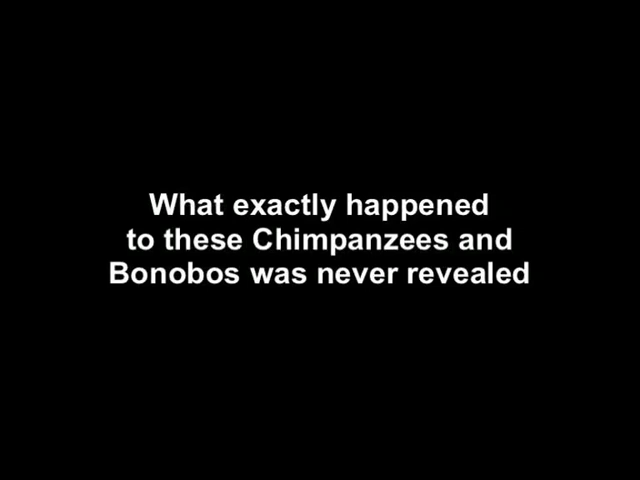 What exactly happened
to these Chimpanzees and
Bonobos was never revealed